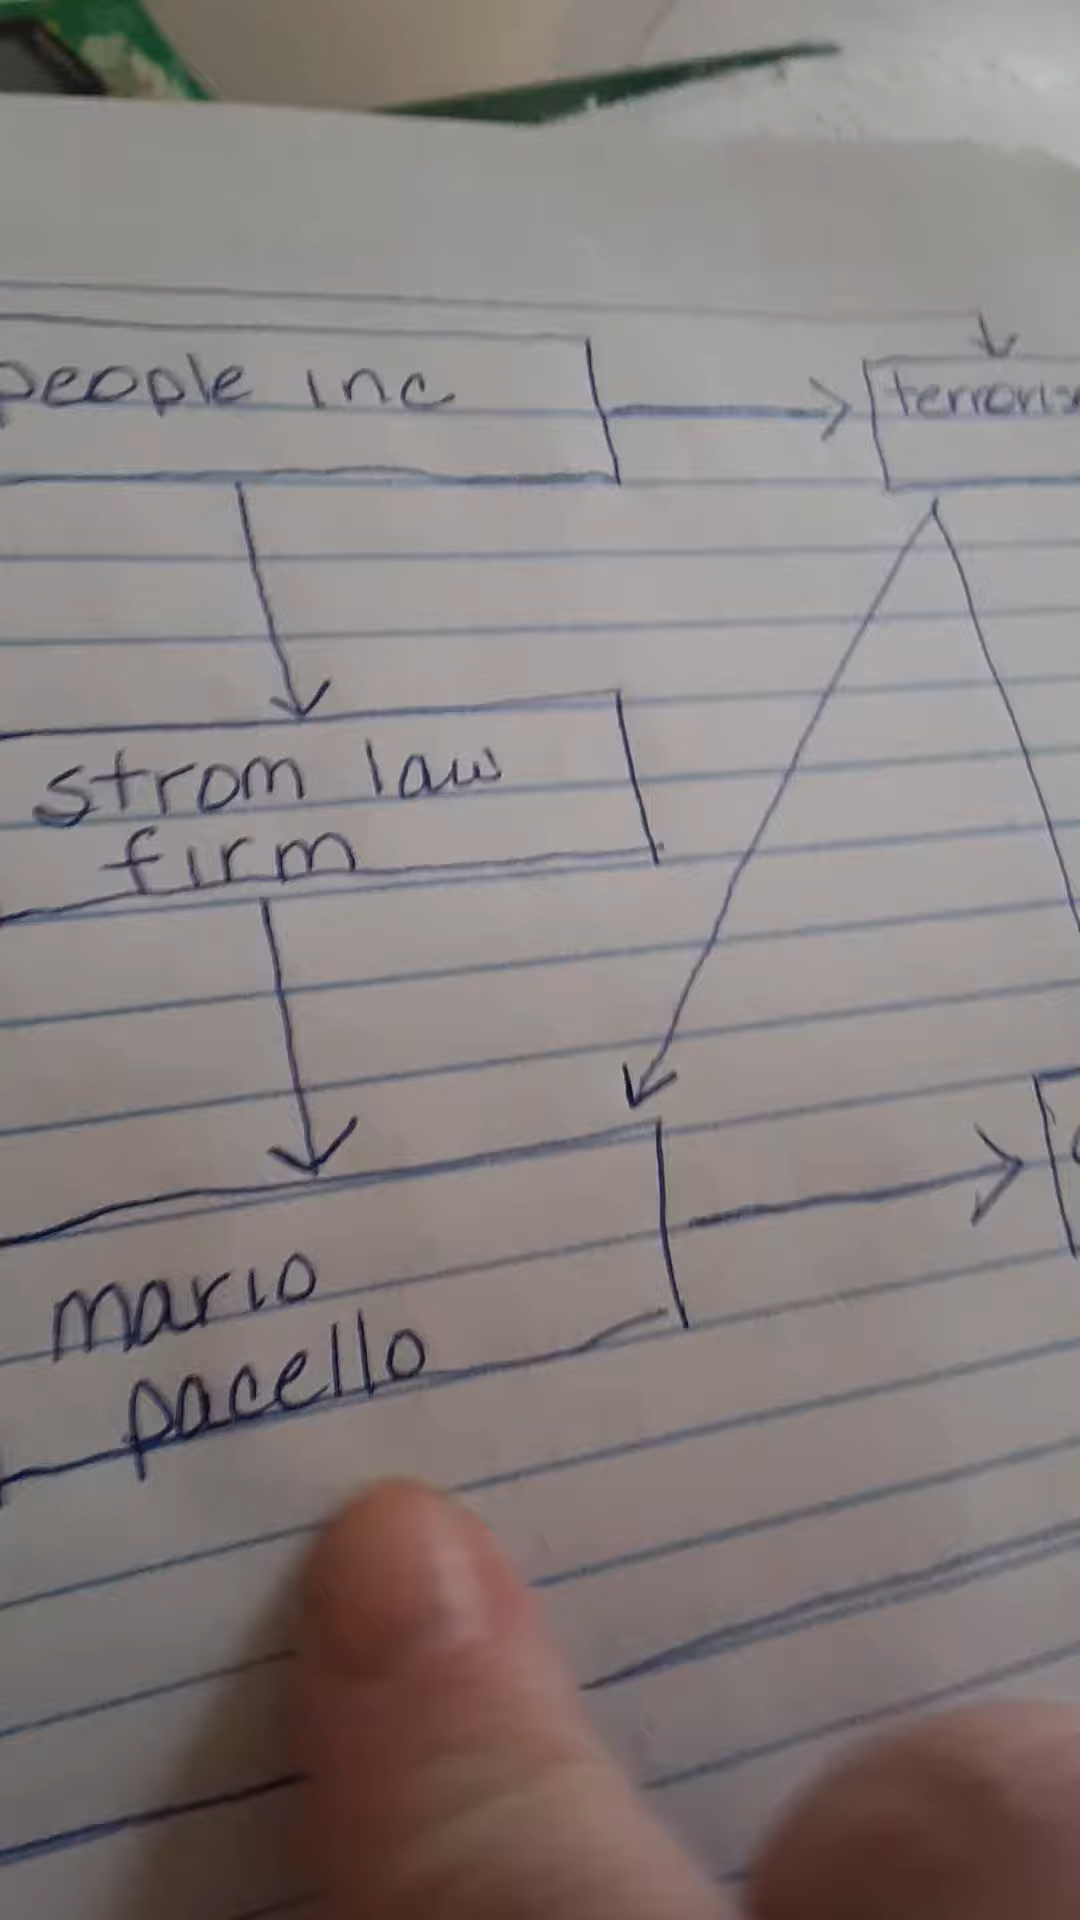 people inc
strom law
firm
mario
pacello